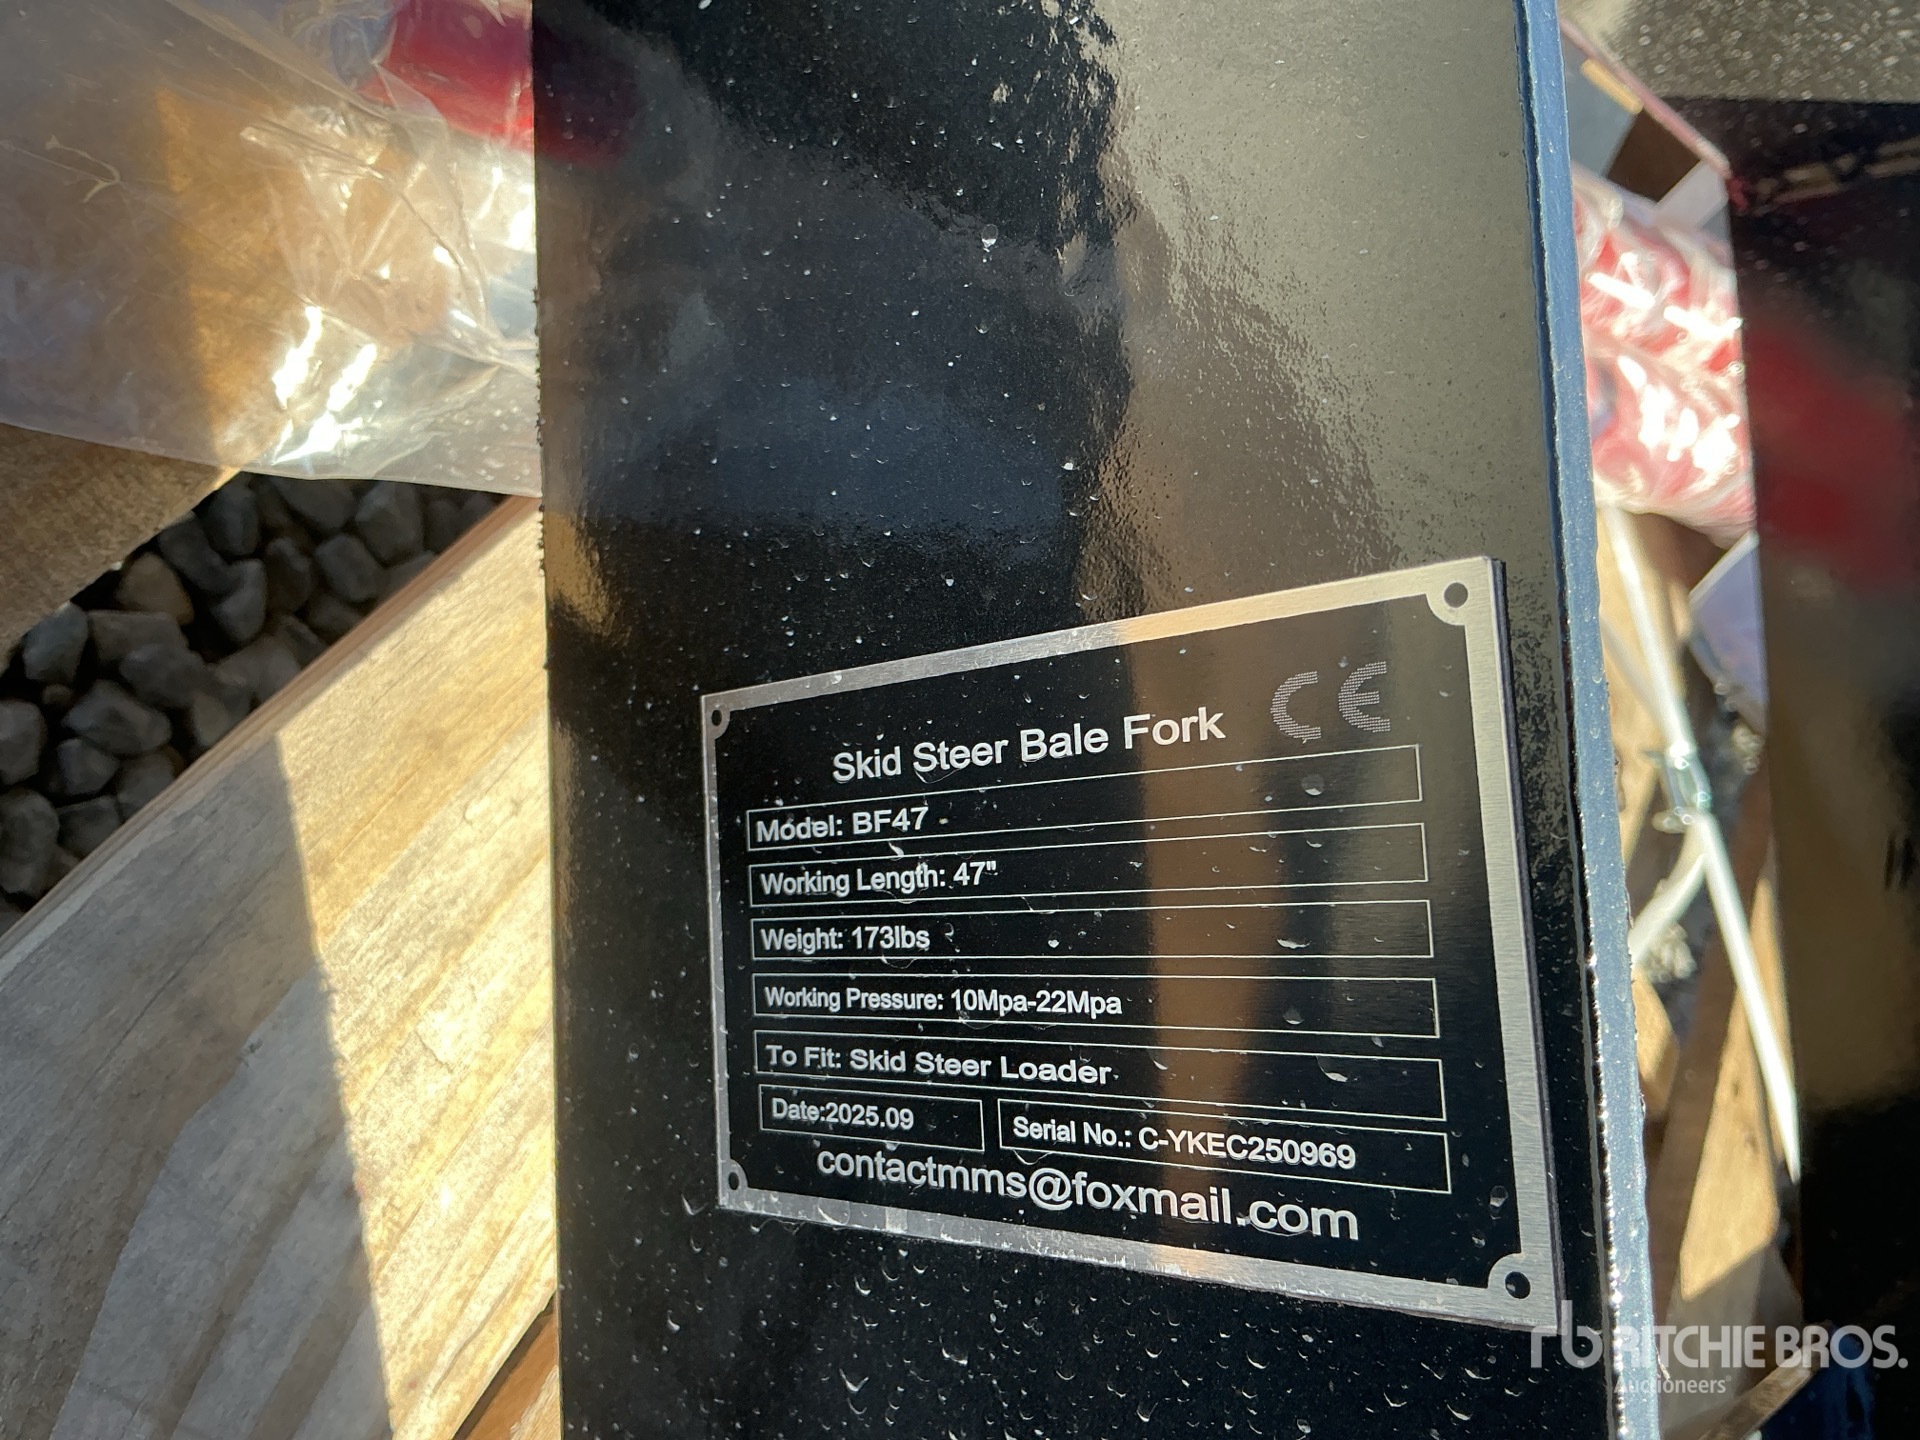 Skid Steer Bale Fork CE
Model: BF47
Working Length: 47"
Weight: 173lbs
Working Pressure: 10Mpa-22Mpa
To Fit: Skid Steer Loader
Date:2025.09 Serial No.: C-YKEC250969
contactmms@foxmail.com
rb RITCHIE BROS.
Auctioneers